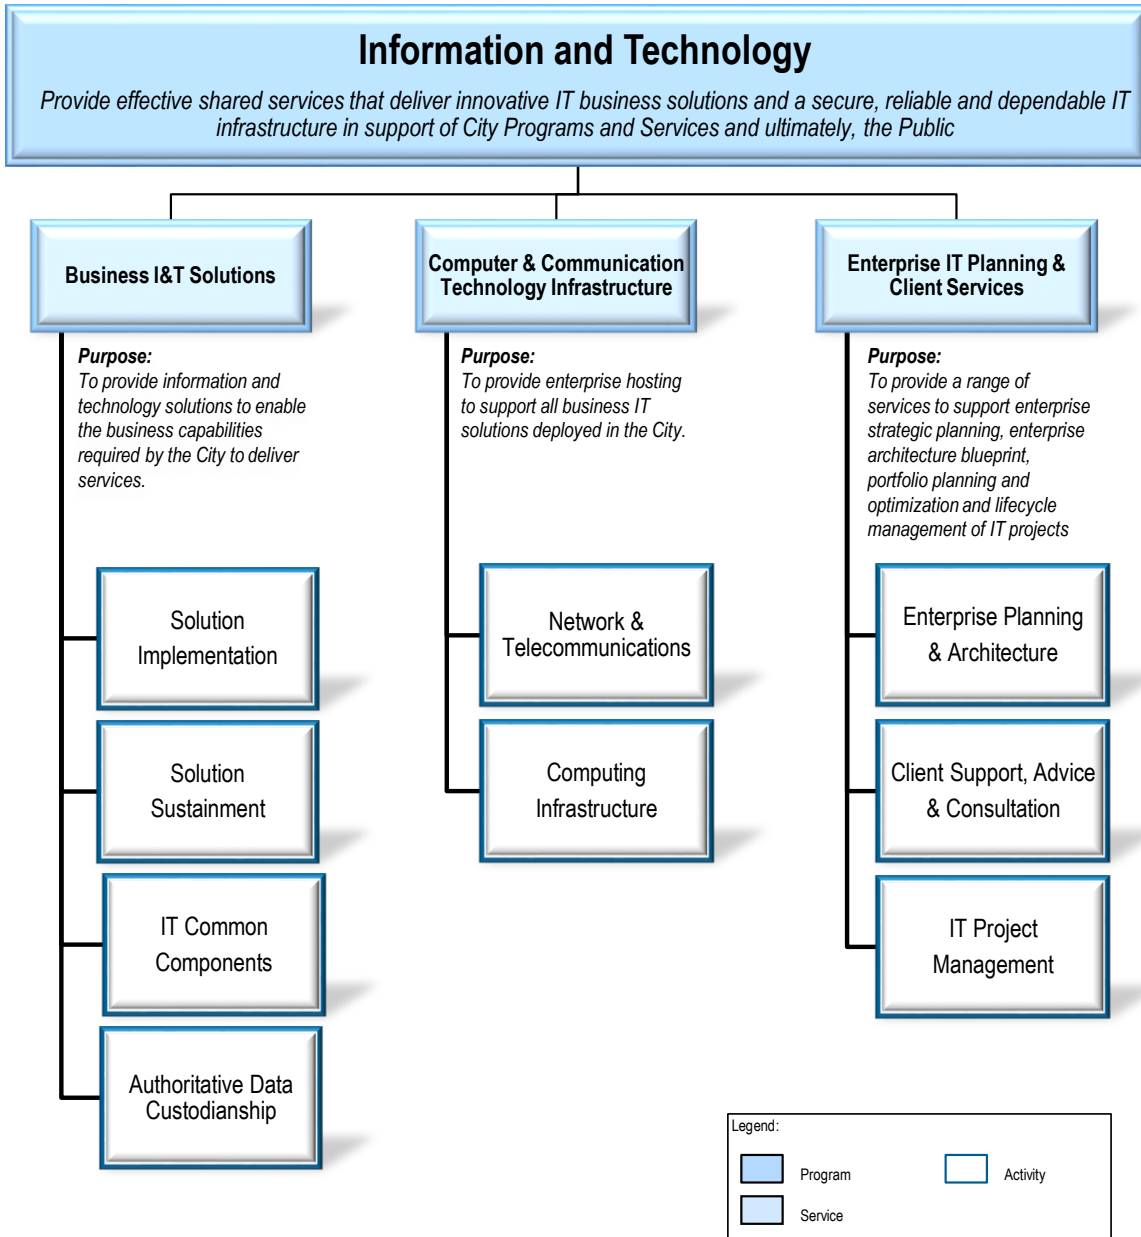 Information and Technology
Provide effective shared services that deliver innovative IT business solutions and a secure, reliable and dependable IT
infrastructure in support of City Programs and Services and ultimately, the Public
Business I&T Solutions
Purpose:
To provide information and
technology solutions to enable
the business capabilities
required by the City to deliver
services.
Solution
Implementation
Solution
Sustainment
IT Common
Components
Authoritative Data
Custodianship
Computer & Communication
Technology Infrastructure
Purpose:
To provide enterprise hosting
to support all business IT
solutions deployed in the City.
Network &
Telecommunications
Computing
Infrastructure
Enterprise IT Planning &
Client Services
Purpose:
To provide a range of
services to support enterprise
strategic planning, enterprise
architecture blueprint,
portfolio planning and
optimization and lifecycle
management of IT projects
Enterprise Planning
& Architecture
Client Support, Advice
& Consultation
IT Project
Management
Legend:
Program
Activity
Service